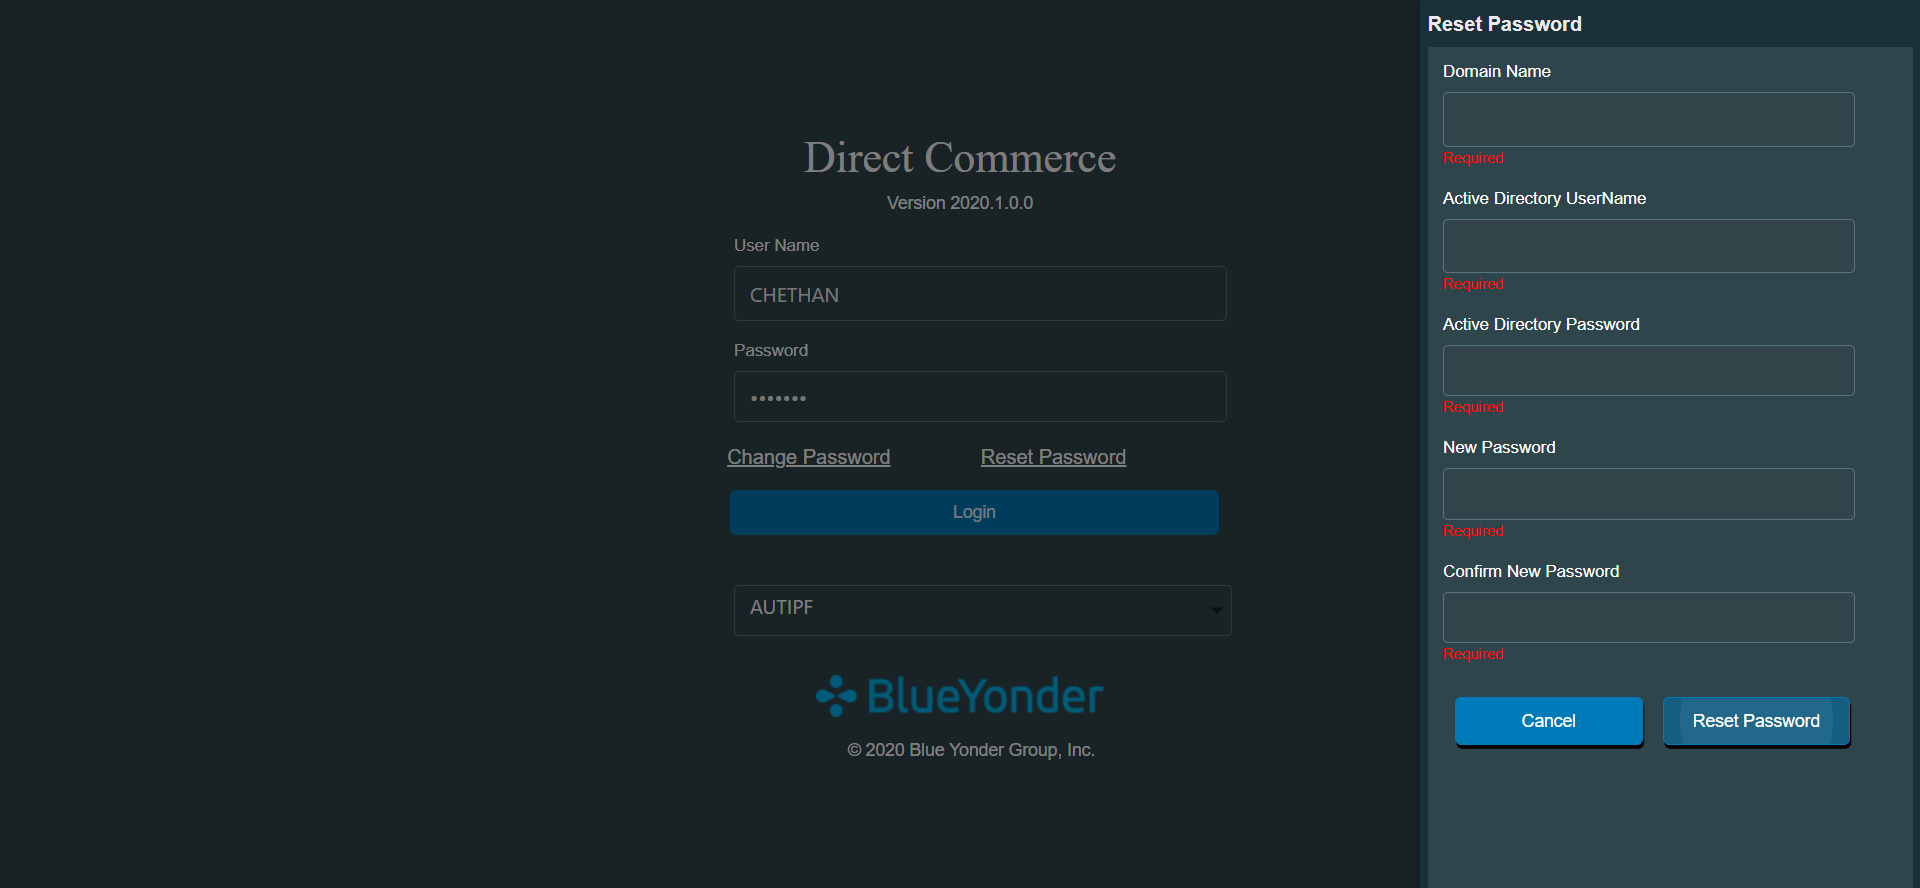 Direct Commerce
Version 2020.1.0.0
User Name
CHETHAN
Password
•••••••
Change Password
Reset Password
Login
AUTIPF
BlueYonder
© 2020 Blue Yonder Group, Inc.
Reset Password
Domain Name
Required
Active Directory UserName
Required
Active Directory Password
Required
New Password
Required
Confirm New Password
Required
Cancel
Reset Password